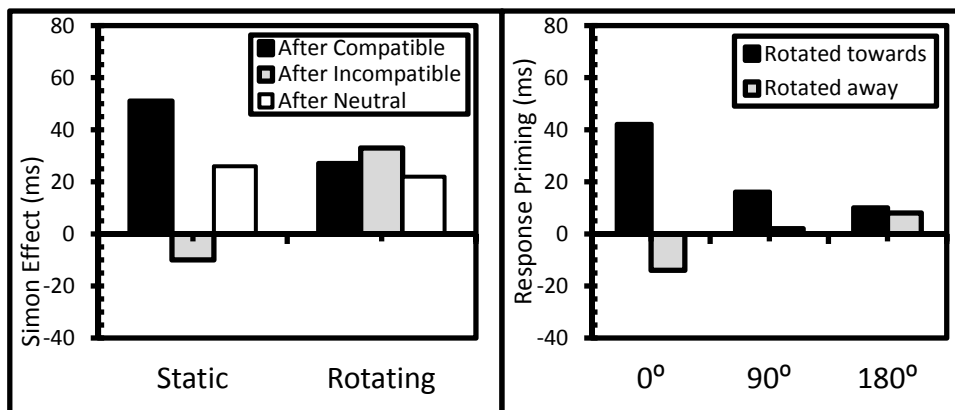 80
60
40
20
0
-20
-40
Simon Effect (ms)
After Compatible
After Incompatible
After Neutral
Static Rotating
80
60
40
20
0
-20
-40
Response Priming (ms)
Rotated towards
Rotated away
0º 90º 180º